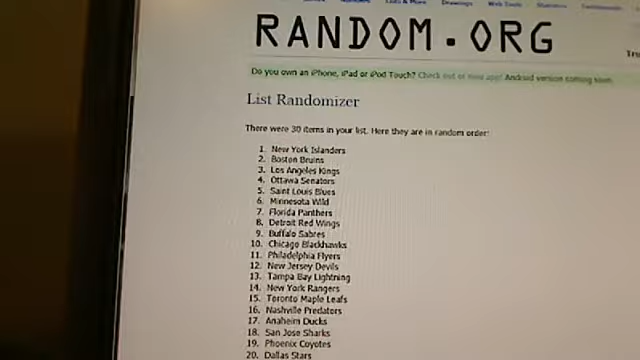 RANDOM.ORG
Do you own an iPhone, iPad or iPod Touch? Check out our new app! Android version coming soon
List Randomizer
There were 30 items in your list. Here they are in random order:
1. New York Islanders
2. Boston Bruins
3. Los Angeles Kings
4. Ottawa Senators
5. Saint Louis Blues
6. Minnesota Wild
7. Florida Panthers
8. Detroit Red Wings
9. Buffalo Sabres
10. Chicago Blackhawks
11. Philadelphia Flyers
12. New Jersey Devils
13. Tampa Bay Lightning
14. New York Rangers
15. Toronto Maple Leafs
16. Nashville Predators
17. Anaheim Ducks
18. San Jose Sharks
19. Phoenix Coyotes
20. Dallas Stars